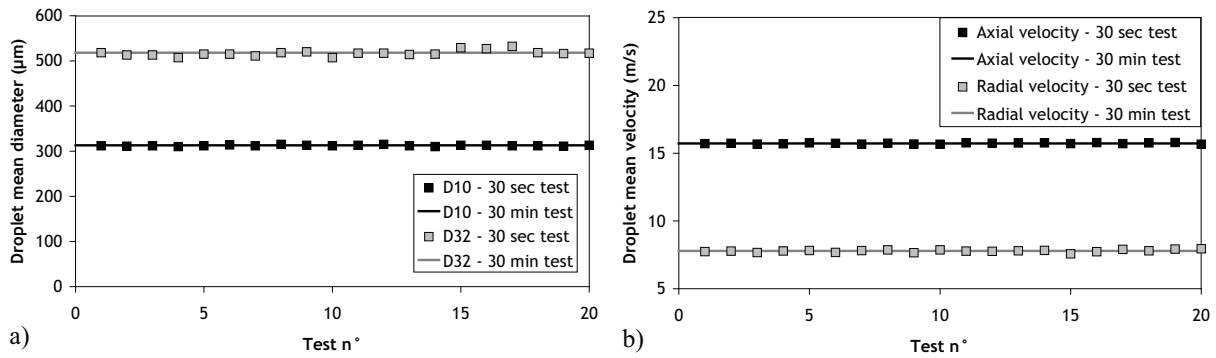 600
500
400
300
200
100
0
Droplet mean diameter (µm)
D10 - 30 sec test
D10 - 30 min test
D32 - 30 sec test
D32 - 30 min test
0 5 10 15 20
Test n°
a)
25
20
15
10
5
Droplet mean velocity (m/s)
Axial velocity - 30 sec test
Axial velocity - 30 min test
Radial velocity - 30 sec test
Radial velocity - 30 min test
0 5 10 15 20
Test n°
b)